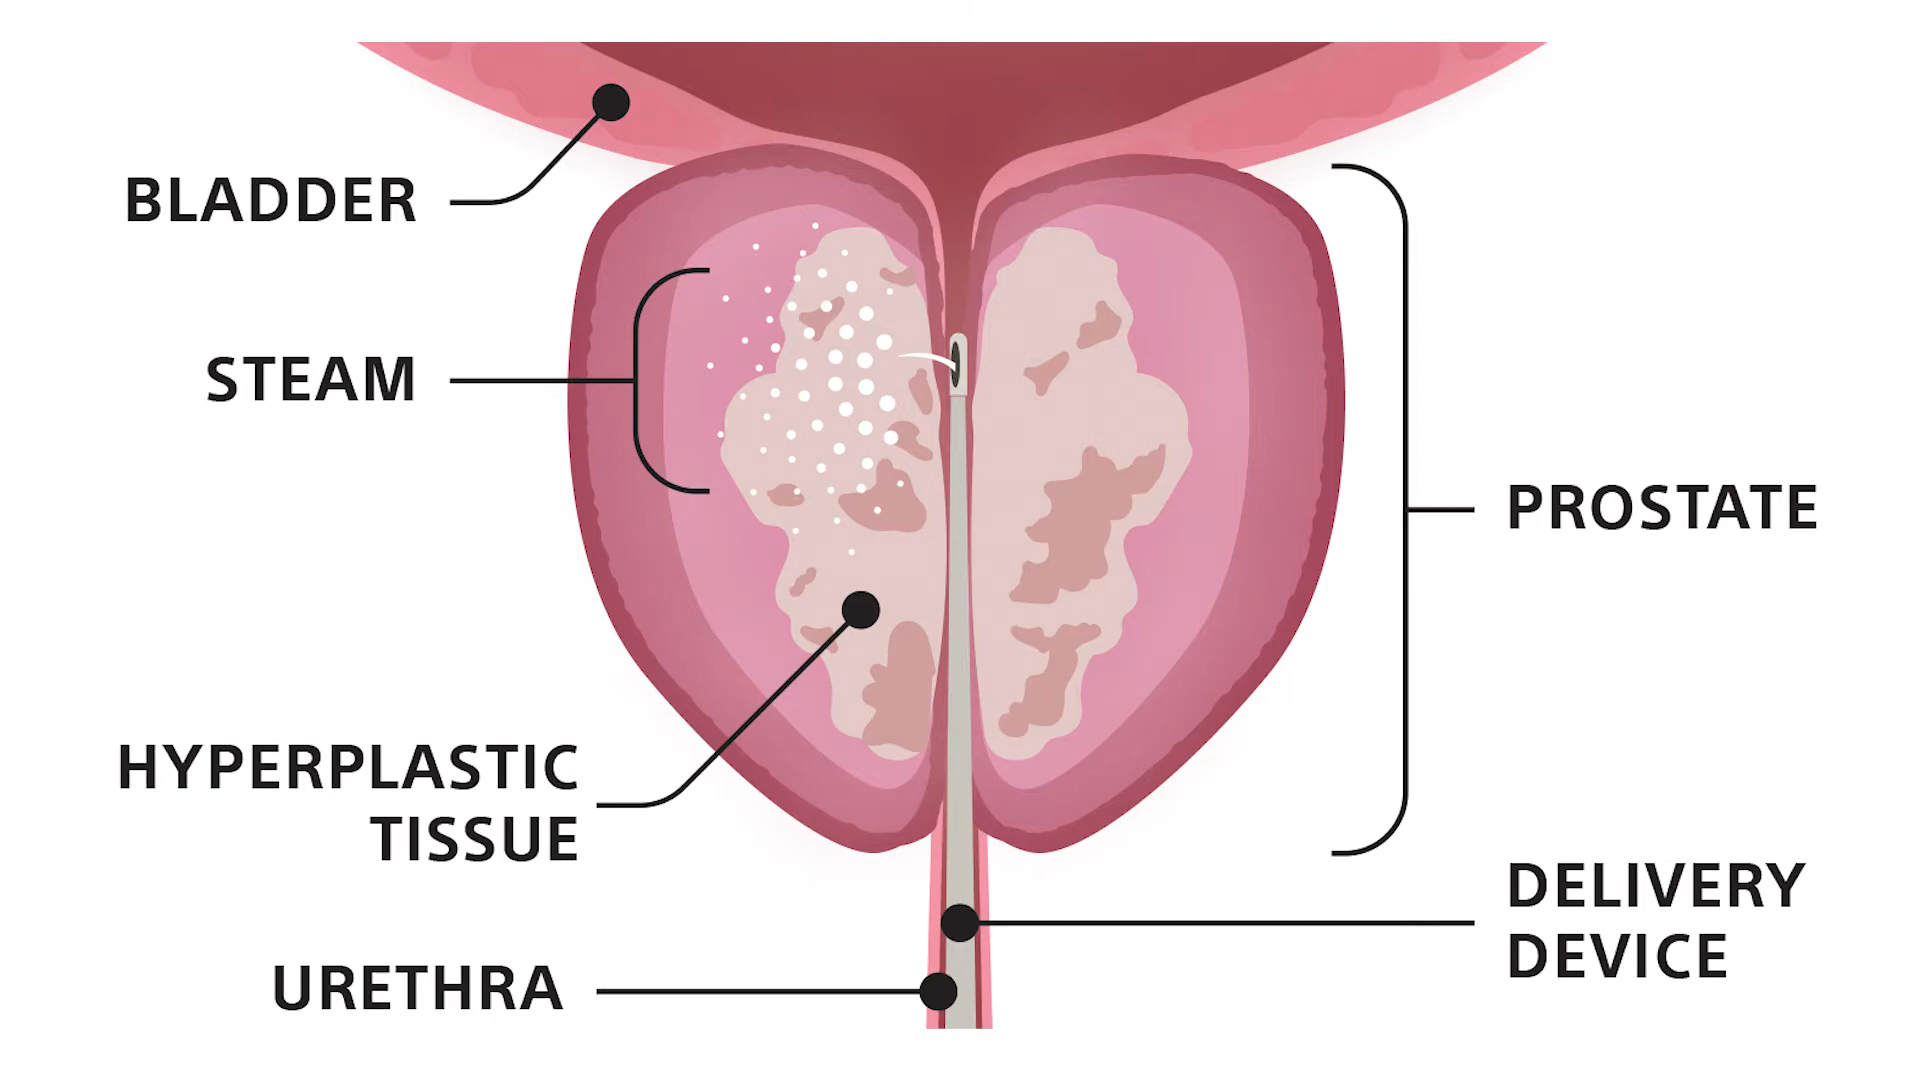 BLADDER
STEAM
PROSTATE
HYPERPLASTIC
TISSUE
DELIVERY
DEVICE
URETHRA